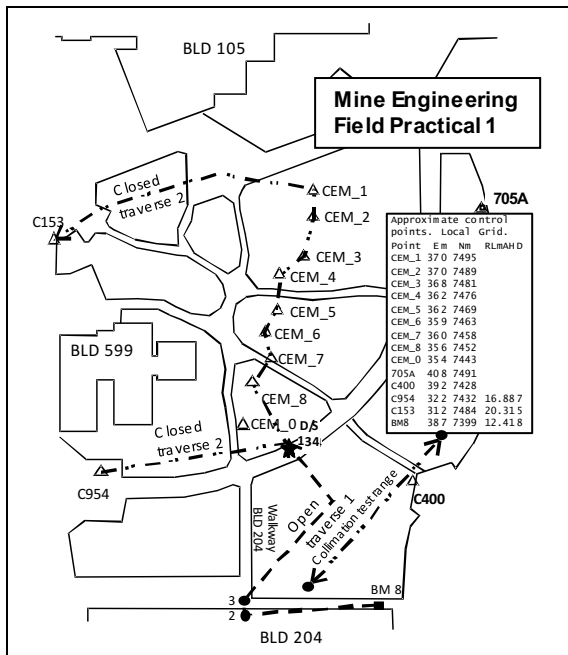 BLD 105
Mine Engineering
Field Practical 1
Closed
traverse 2
C153
CEM_1
CEM_2
CEM_3
CEM_4
CEM_5
CEM_6
CEM_7
CEM_8
CEM_0
705A
Approximate control
points. Local Grid.
Point Em Nm RLmAHD
CEM_1 370 7495
CEM_2 370 7489
CEM_3 368 7481
CEM_4 362 7476
CEM_5 362 7469
CEM_6 359 7463
CEM_7 360 7458
CEM_8 356 7452
CEM_0 354 7443
705A 408 7491
C400 392 7428
C954 322 7432 16.887
C153 312 7484 20.315
BM8 387 7399 12.418
BLD 599
D/S
134
Closed
traverse 2
C954
C400
Walkway
BLD 204
Open
traverse 1
Collimation test range
3
2
BM 8
BLD 204